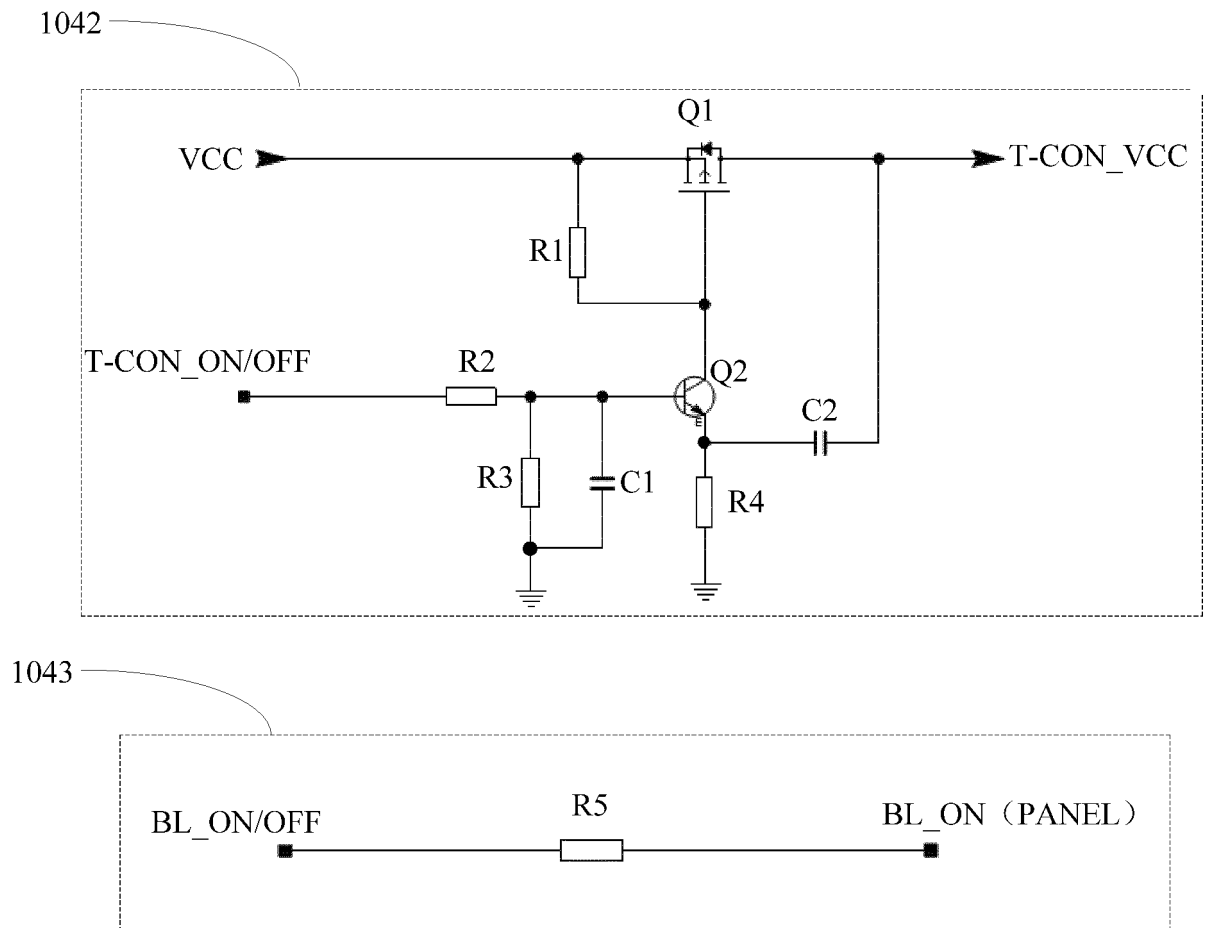 1042
Q1
VCC
T-CON_VCC
R1
T-CON_ON/OFF
R2
Q2
E
C2
R3
C1
R4
1043
BL_ON/OFF
R5
BL_ON（PANEL）